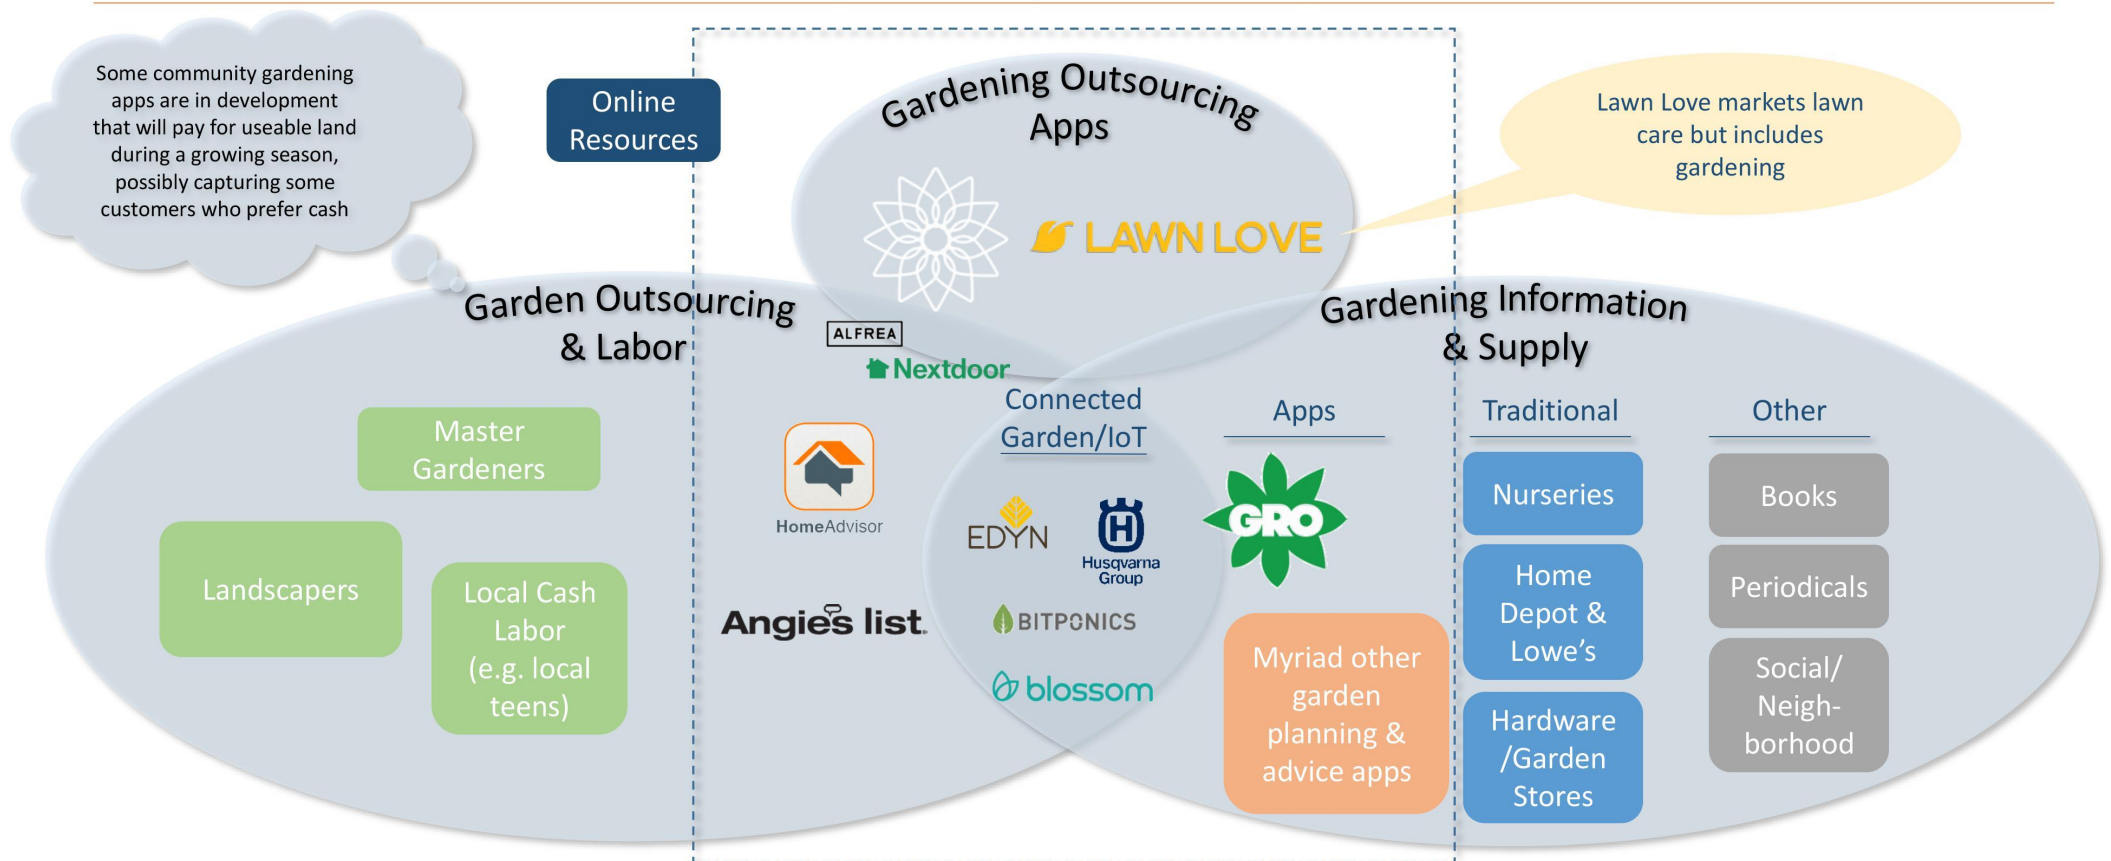 Some community gardening
apps are in development
that will pay for useable land
during a growing season,
possibly capturing some
customers who prefer cash
Online
Resources
Gardening Outsourcing
Apps
LAWN LOVE
Lawn Love markets lawn
care but includes
gardening
Garden Outsourcing
& Labor
ALFREA
Nextdoor
Master
Gardeners
Landscapers
Local Cash
Labor
(e.g. local
teens)
HomeAdvisor
Angie's list.
Connected
Garden/IoT
EDYN
H
Husqvarna
Group
BITPONICS
blossom
Gardening Information
& Supply
Apps
GRO
Myriad other
garden
planning &
advice apps
Traditional
Nurseries
Home
Depot &
Lowe's
Hardware
/Garden
Stores
Other
Books
Periodicals
Social/
Neigh-
borhood